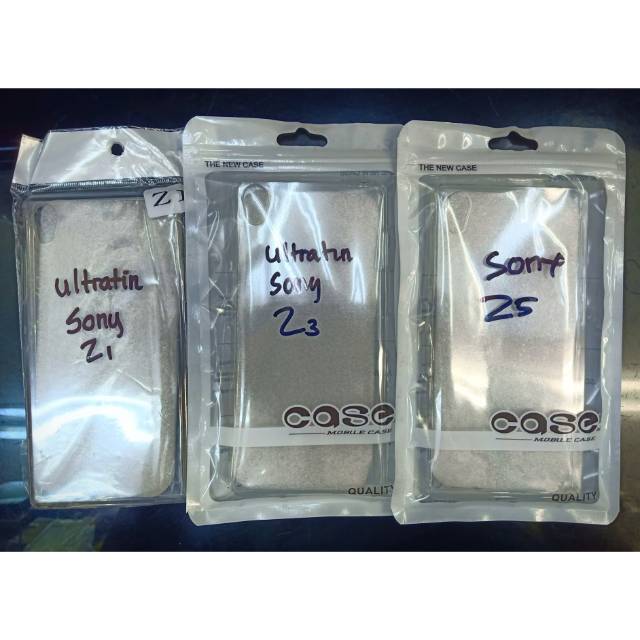 Z1
ultratin
Sony
Z1
THE NEW CASE
ultratin
Sony
Z3
case
MOBILE CASE
QUALITY
THE NEW CASE
Sony
Z5
case
MOBILE CASE
QUALITY